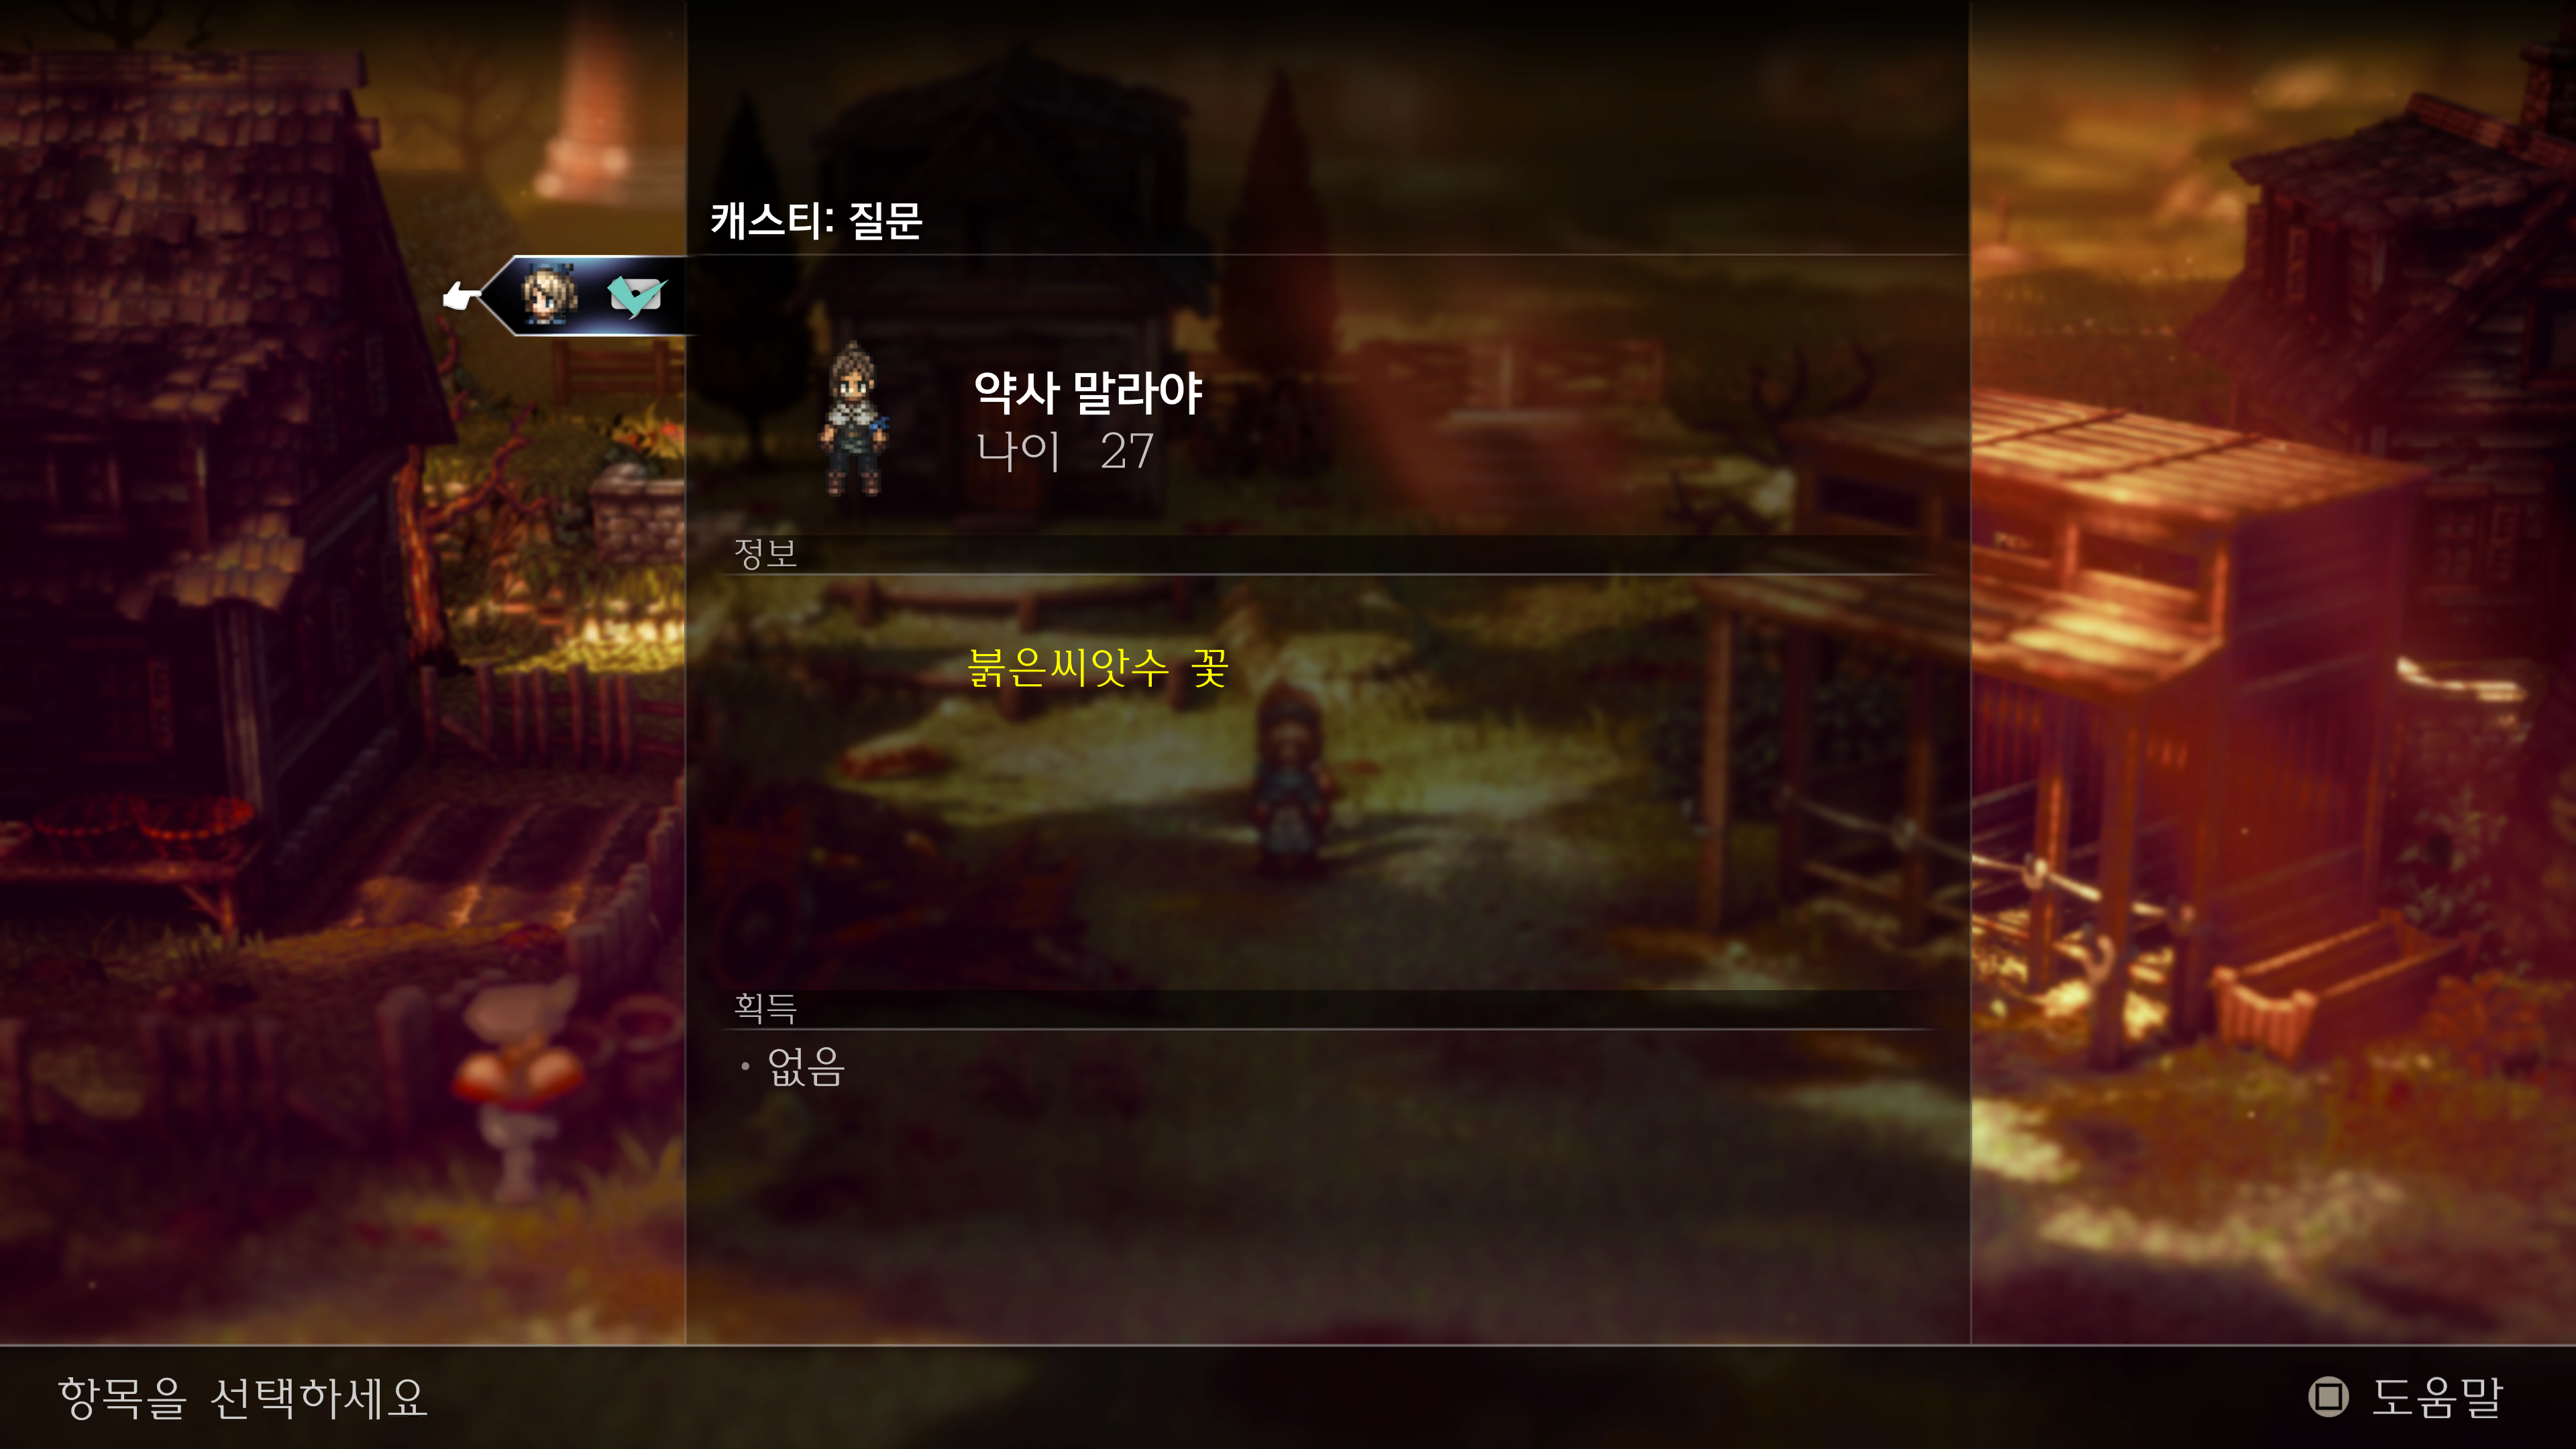 캐스티: 질문
약사 말라야
나이 27
정보
붉은씨앗수 꽃
획득
• 없음
항목을 선택하세요
도움말